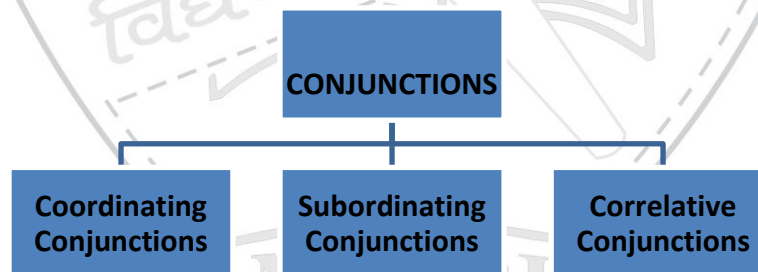 CONJUNCTIONS
Coordinating
Conjunctions
Subordinating
Conjunctions
Correlative
Conjunctions